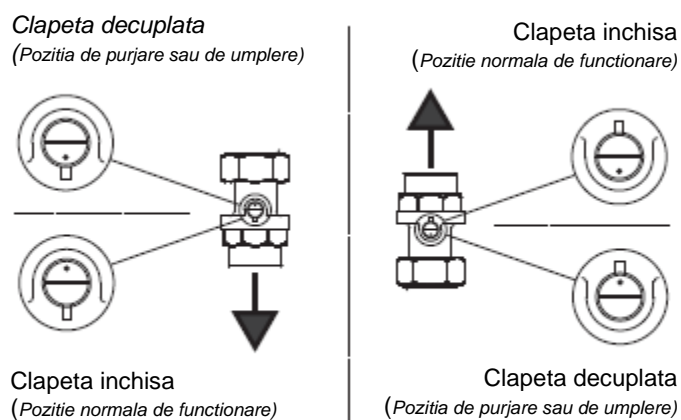 Clapeta decuplata
(Pozitia de purjare sau de umplere)
Clapeta inchisa
(Pozitie normala de functionare)
Clapeta inchisa
(Pozitie normala de functionare)
Clapeta decuplata
(Pozitia de purjare sau de umplere)